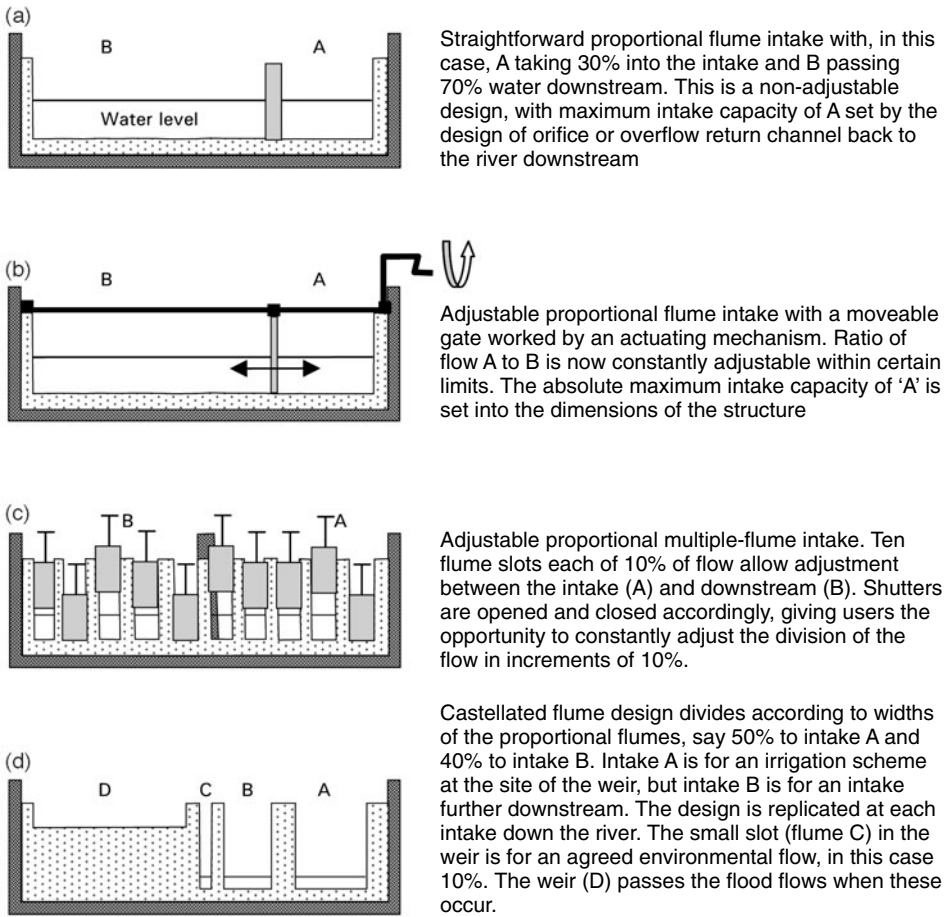 (a)
B A
Water level
Straightforward proportional flume intake with, in this
case, A taking 30% into the intake and B passing
70% water downstream. This is a non-adjustable
design, with maximum intake capacity of A set by the
design of orifice or overflow return channel back to
the river downstream
(b)
B A
Adjustable proportional flume intake with a moveable
gate worked by an actuating mechanism. Ratio of
flow A to B is now constantly adjustable within certain
limits. The absolute maximum intake capacity of ‘A’ is
set into the dimensions of the structure
(c)
B A
Adjustable proportional multiple-flume intake. Ten
flume slots each of 10% of flow allow adjustment
between the intake (A) and downstream (B). Shutters
are opened and closed accordingly, giving users the
opportunity to constantly adjust the division of the
flow in increments of 10%.
(d)
D C B A
Castellated flume design divides according to widths
of the proportional flumes, say 50% to intake A and
40% to intake B. Intake A is for an irrigation scheme
at the site of the weir, but intake B is for an intake
further downstream. The design is replicated at each
intake down the river. The small slot (flume C) in the
weir is for an agreed environmental flow, in this case
10%. The weir (D) passes the flood flows when these
occur.